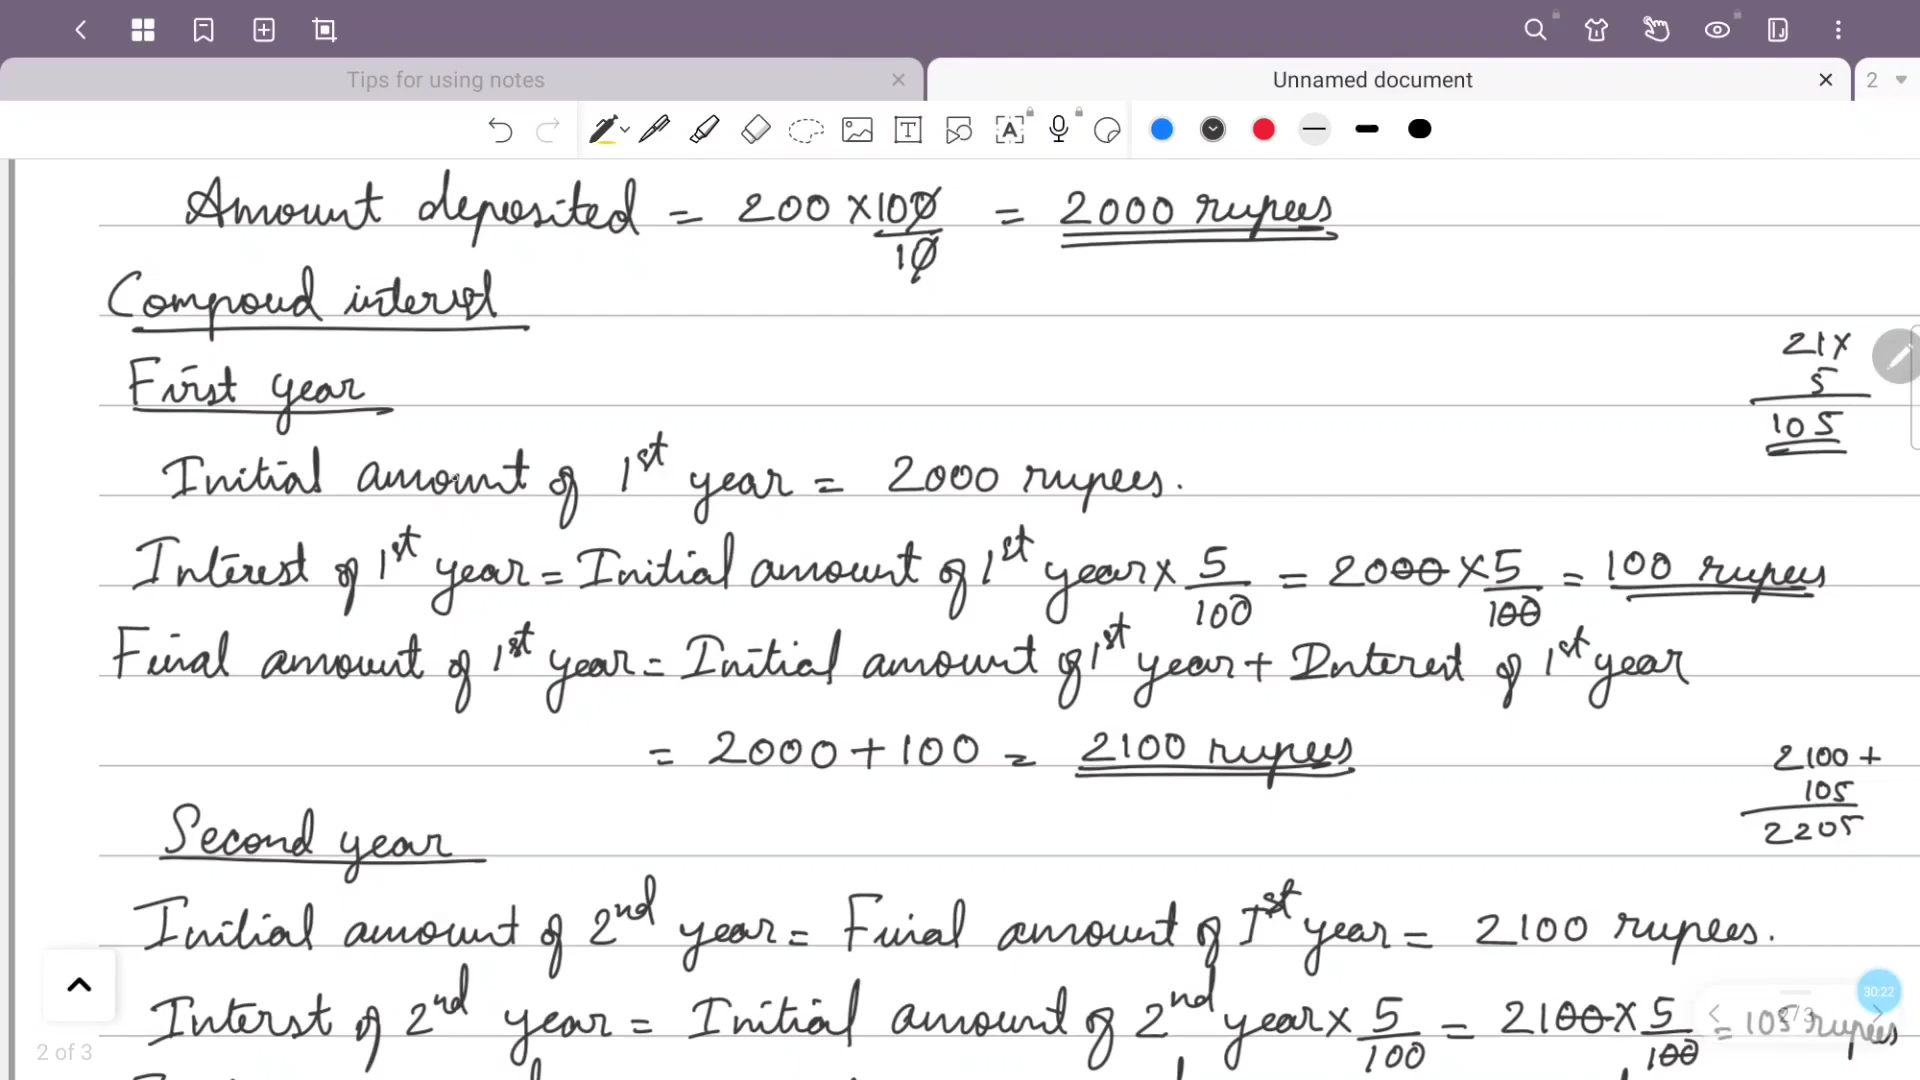 Tips for using notes
Unnamed document
2
Amount deposited = 200 × 100/10 = 2000 rupees
Compoud interest
First year
21×
5
105
Initial amount of 1st year = 2000 rupees.
Interest of 1st year = Initial amount of 1st year × 5/100 = 2000 × 5/100 = 100 rupees
Final amount of 1st year = Initial amount of 1st year + Interest of 1st year
= 2000 + 100 = 2100 rupees
2100 +
105
2205
Second year
Initial amount of 2nd year = Final amount of 1st year = 2100 rupees.
30:22
Interst of 2nd year = Initial amount of 2nd year × 5/100 = 2100 × 5/100 = 105 rupees
2 of 3